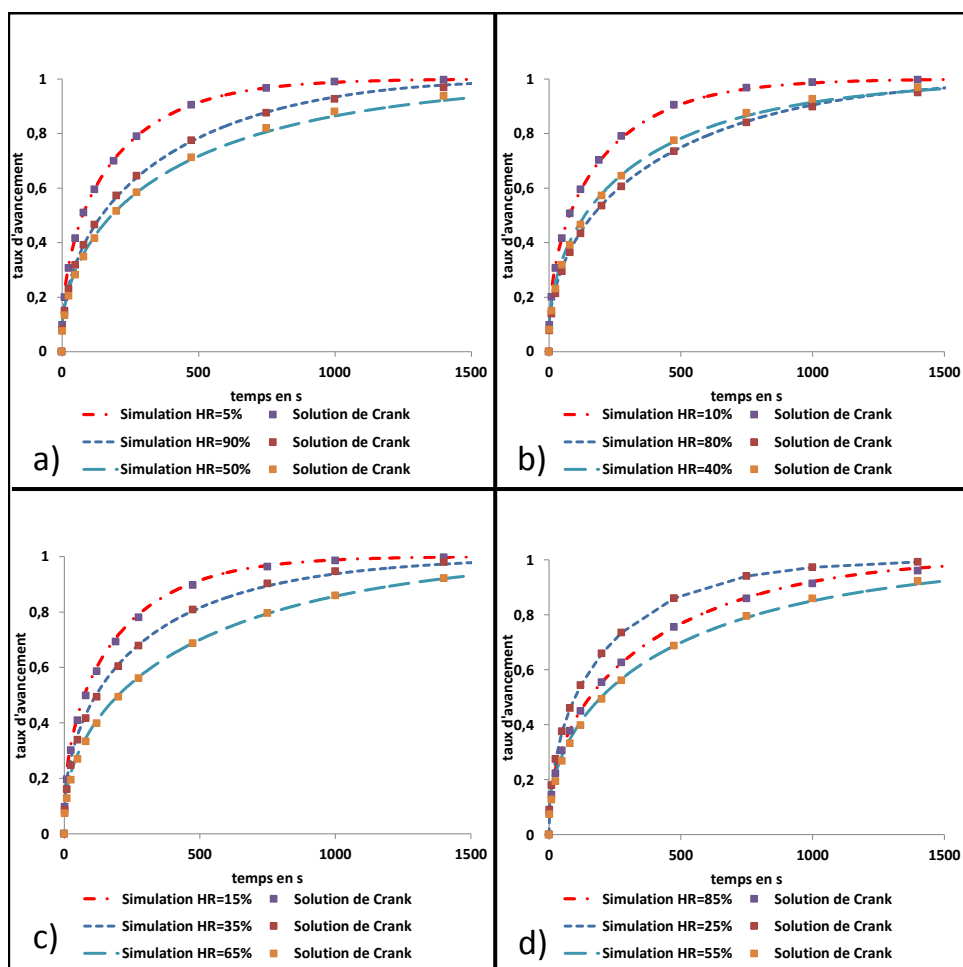 1
0,8
0,6
0,4
0,2
0
taux d'avancement
0 500 1000 1500
temps en s
Simulation HR=5% Solution de Crank
Simulation HR=90% Solution de Crank
Simulation HR=50% Solution de Crank
a)
1
0,8
0,6
0,4
0,2
0
taux d'avancement
0 500 1000 1500
temps en s
Simulation HR=10% Solution de Crank
Simulation HR=80% Solution de Crank
Simulation HR=40% Solution de Crank
b)
1
0,8
0,6
0,4
0,2
0
taux d'avancement
0 500 1000 1500
temps en s
Simulation HR=15% Solution de Crank
Simulation HR=35% Solution de Crank
Simulation HR=65% Solution de Crank
c)
1
0,8
0,6
0,4
0,2
0
taux d'avancement
0 500 1000 1500
temps en s
Simulation HR=85% Solution de Crank
Simulation HR=25% Solution de Crank
Simulation HR=55% Solution de Crank
d)